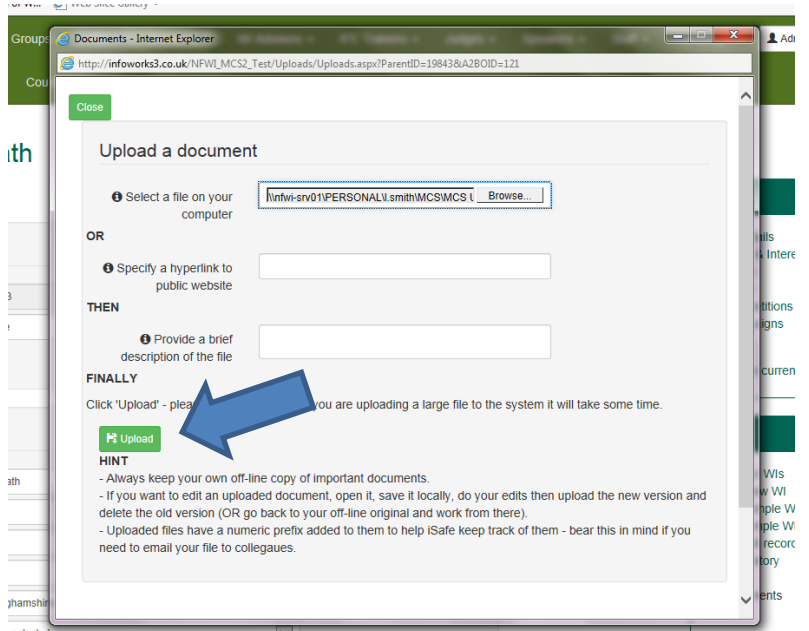 Web Slice Gallery
Groups
Documents - Internet Explorer
Adr
http://infoworks3.co.uk/NFWI_MCS2_Test/Uploads/Uploads.aspx?ParentID=19843&A2BOID=121
Cou
Close
ath
Upload a document
Select a file on your
computer
\\nfwi-srv01\PERSONAL\l.smith\MCS\MCS U
Browse...
OR
Specify a hyperlink to
public website
THEN
Provide a brief
description of the file
FINALLY
Click 'Upload' - plea you are uploading a large file to the system it will take some time.
Upload
HINT
- Always keep your own off-line copy of important documents.
- If you want to edit an uploaded document, open it, save it locally, do your edits then upload the new version and
delete the old version (OR go back to your off-line original and work from there).
- Uploaded files have a numeric prefix added to them to help iSafe keep track of them - bear this in mind if you
need to email your file to collegaues.
ails
& Intere
etitions
igns
curren
WIs
w WI
mple W
mple WI
recor
tory
ents
ath
ghamshir